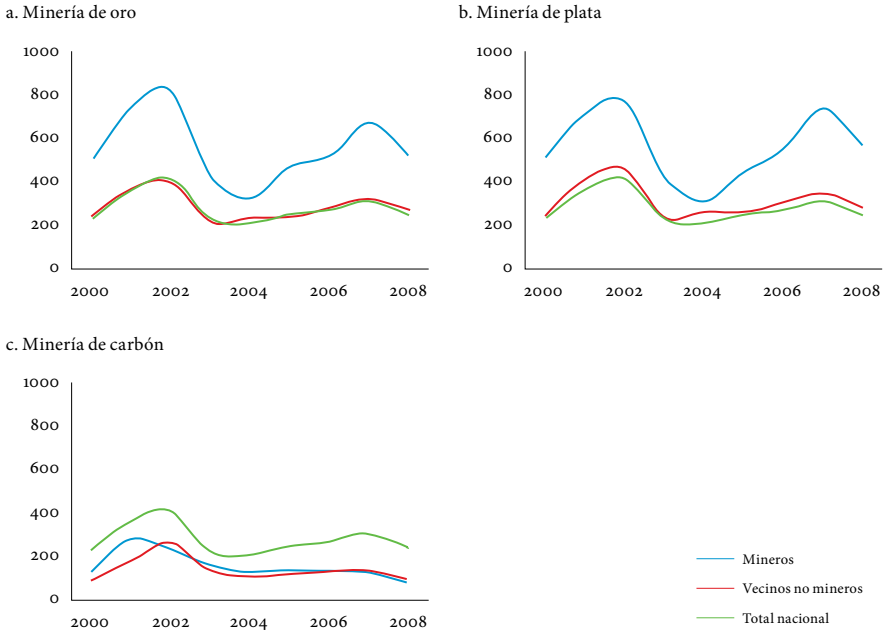 a. Minería de oro
1000
800
600
400
200
0
2000 2002 2004 2006 2008
b. Minería de plata
1000
800
600
400
200
0
2000 2002 2004 2006 2008
c. Minería de carbón
1000
800
600
400
200
0
2000 2002 2004 2006 2008
Mineros
Vecinos no mineros
Total nacional